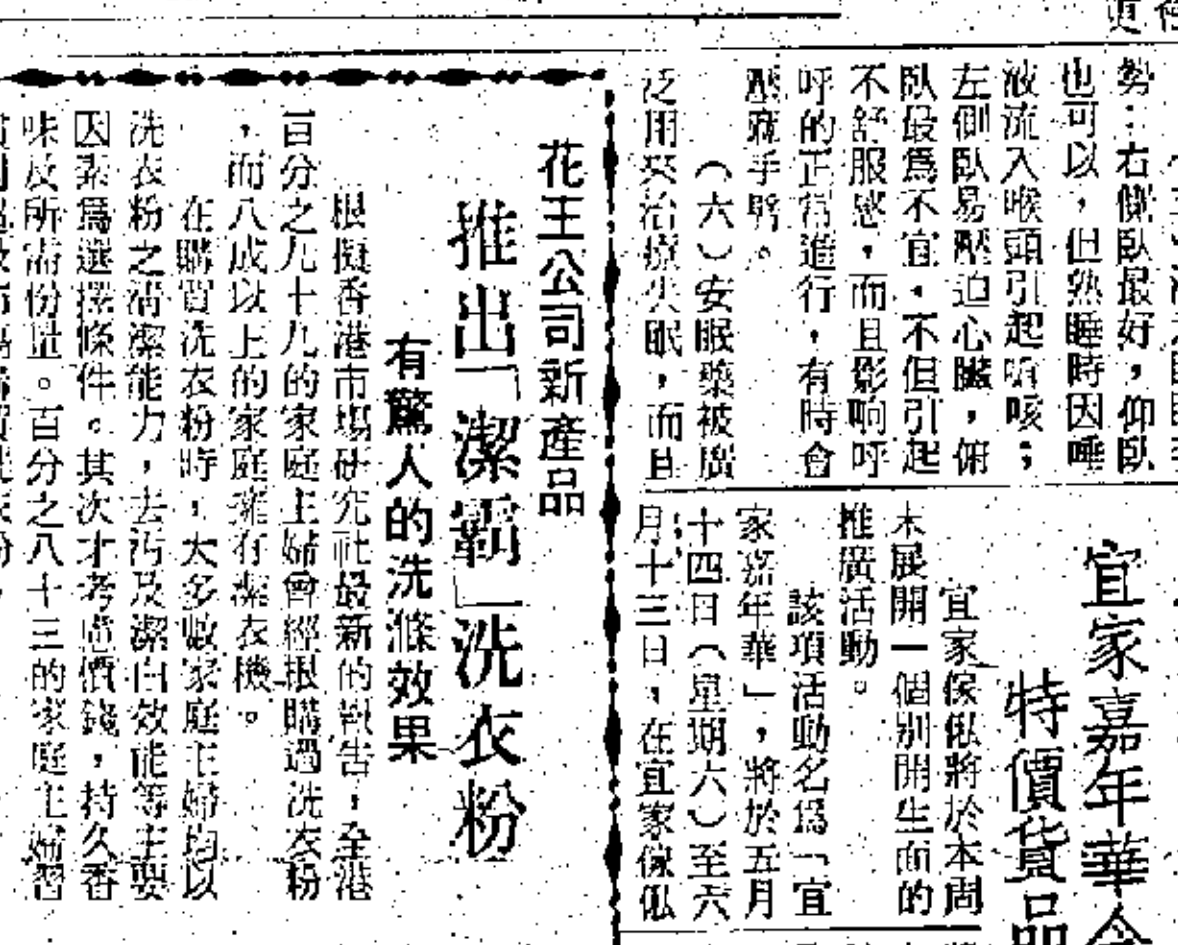 勢：右側臥最好，仰臥
也可以，但熟睡時因唾
液流入喉頭引起嗆咳；
左側臥易壓迫心臟，俯
臥最爲不宜，不但引起
不舒服感，而且影响呼
呼的正常進行，有時會
壓麻手臂。
（六）安眠藥被廣
泛用來治療失眠，而且
宜家嘉年華會
特價貨品
宜家傢俬將於本周
末展開一個別開生面的
推廣活動。
該項活動名爲「宜
家嘉年華」，將於五月
十四日（星期六）至六
月十三日，在宜家傢俬
花王公司新產品
推出「潔霸」洗衣粉
有驚人的洗滌效果
根據香港市場研究社最新的報告，全港
百分之九十九的家庭主婦曾經購過洗衣粉
，而八成以上的家庭擁有洗衣機。
在購買洗衣粉時，大多數家庭主婦均以
洗衣粉之清潔能力，去污及潔白效能等主要
因素爲選擇條件。其次才考慮價錢，持久香
味及所需份量。百分之八十三的家庭主婦習